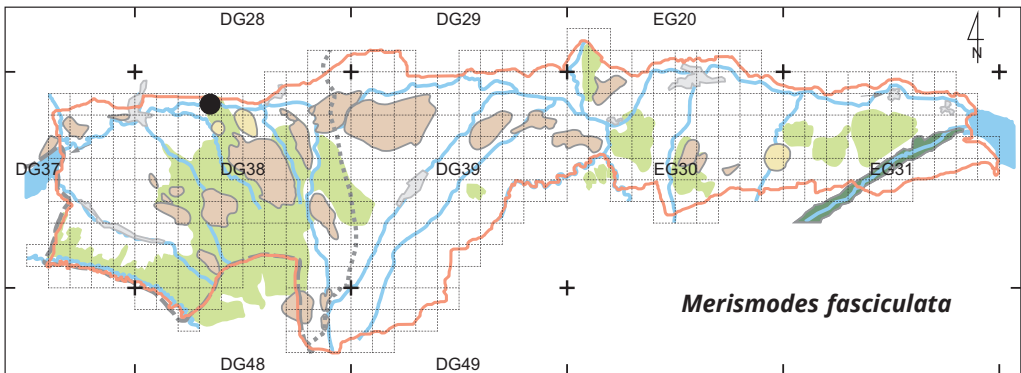 DG28 DG29 EG20
N
DG37 DG38 DG39 EG30 EG31
Merismodes fasciculata
DG48 DG49